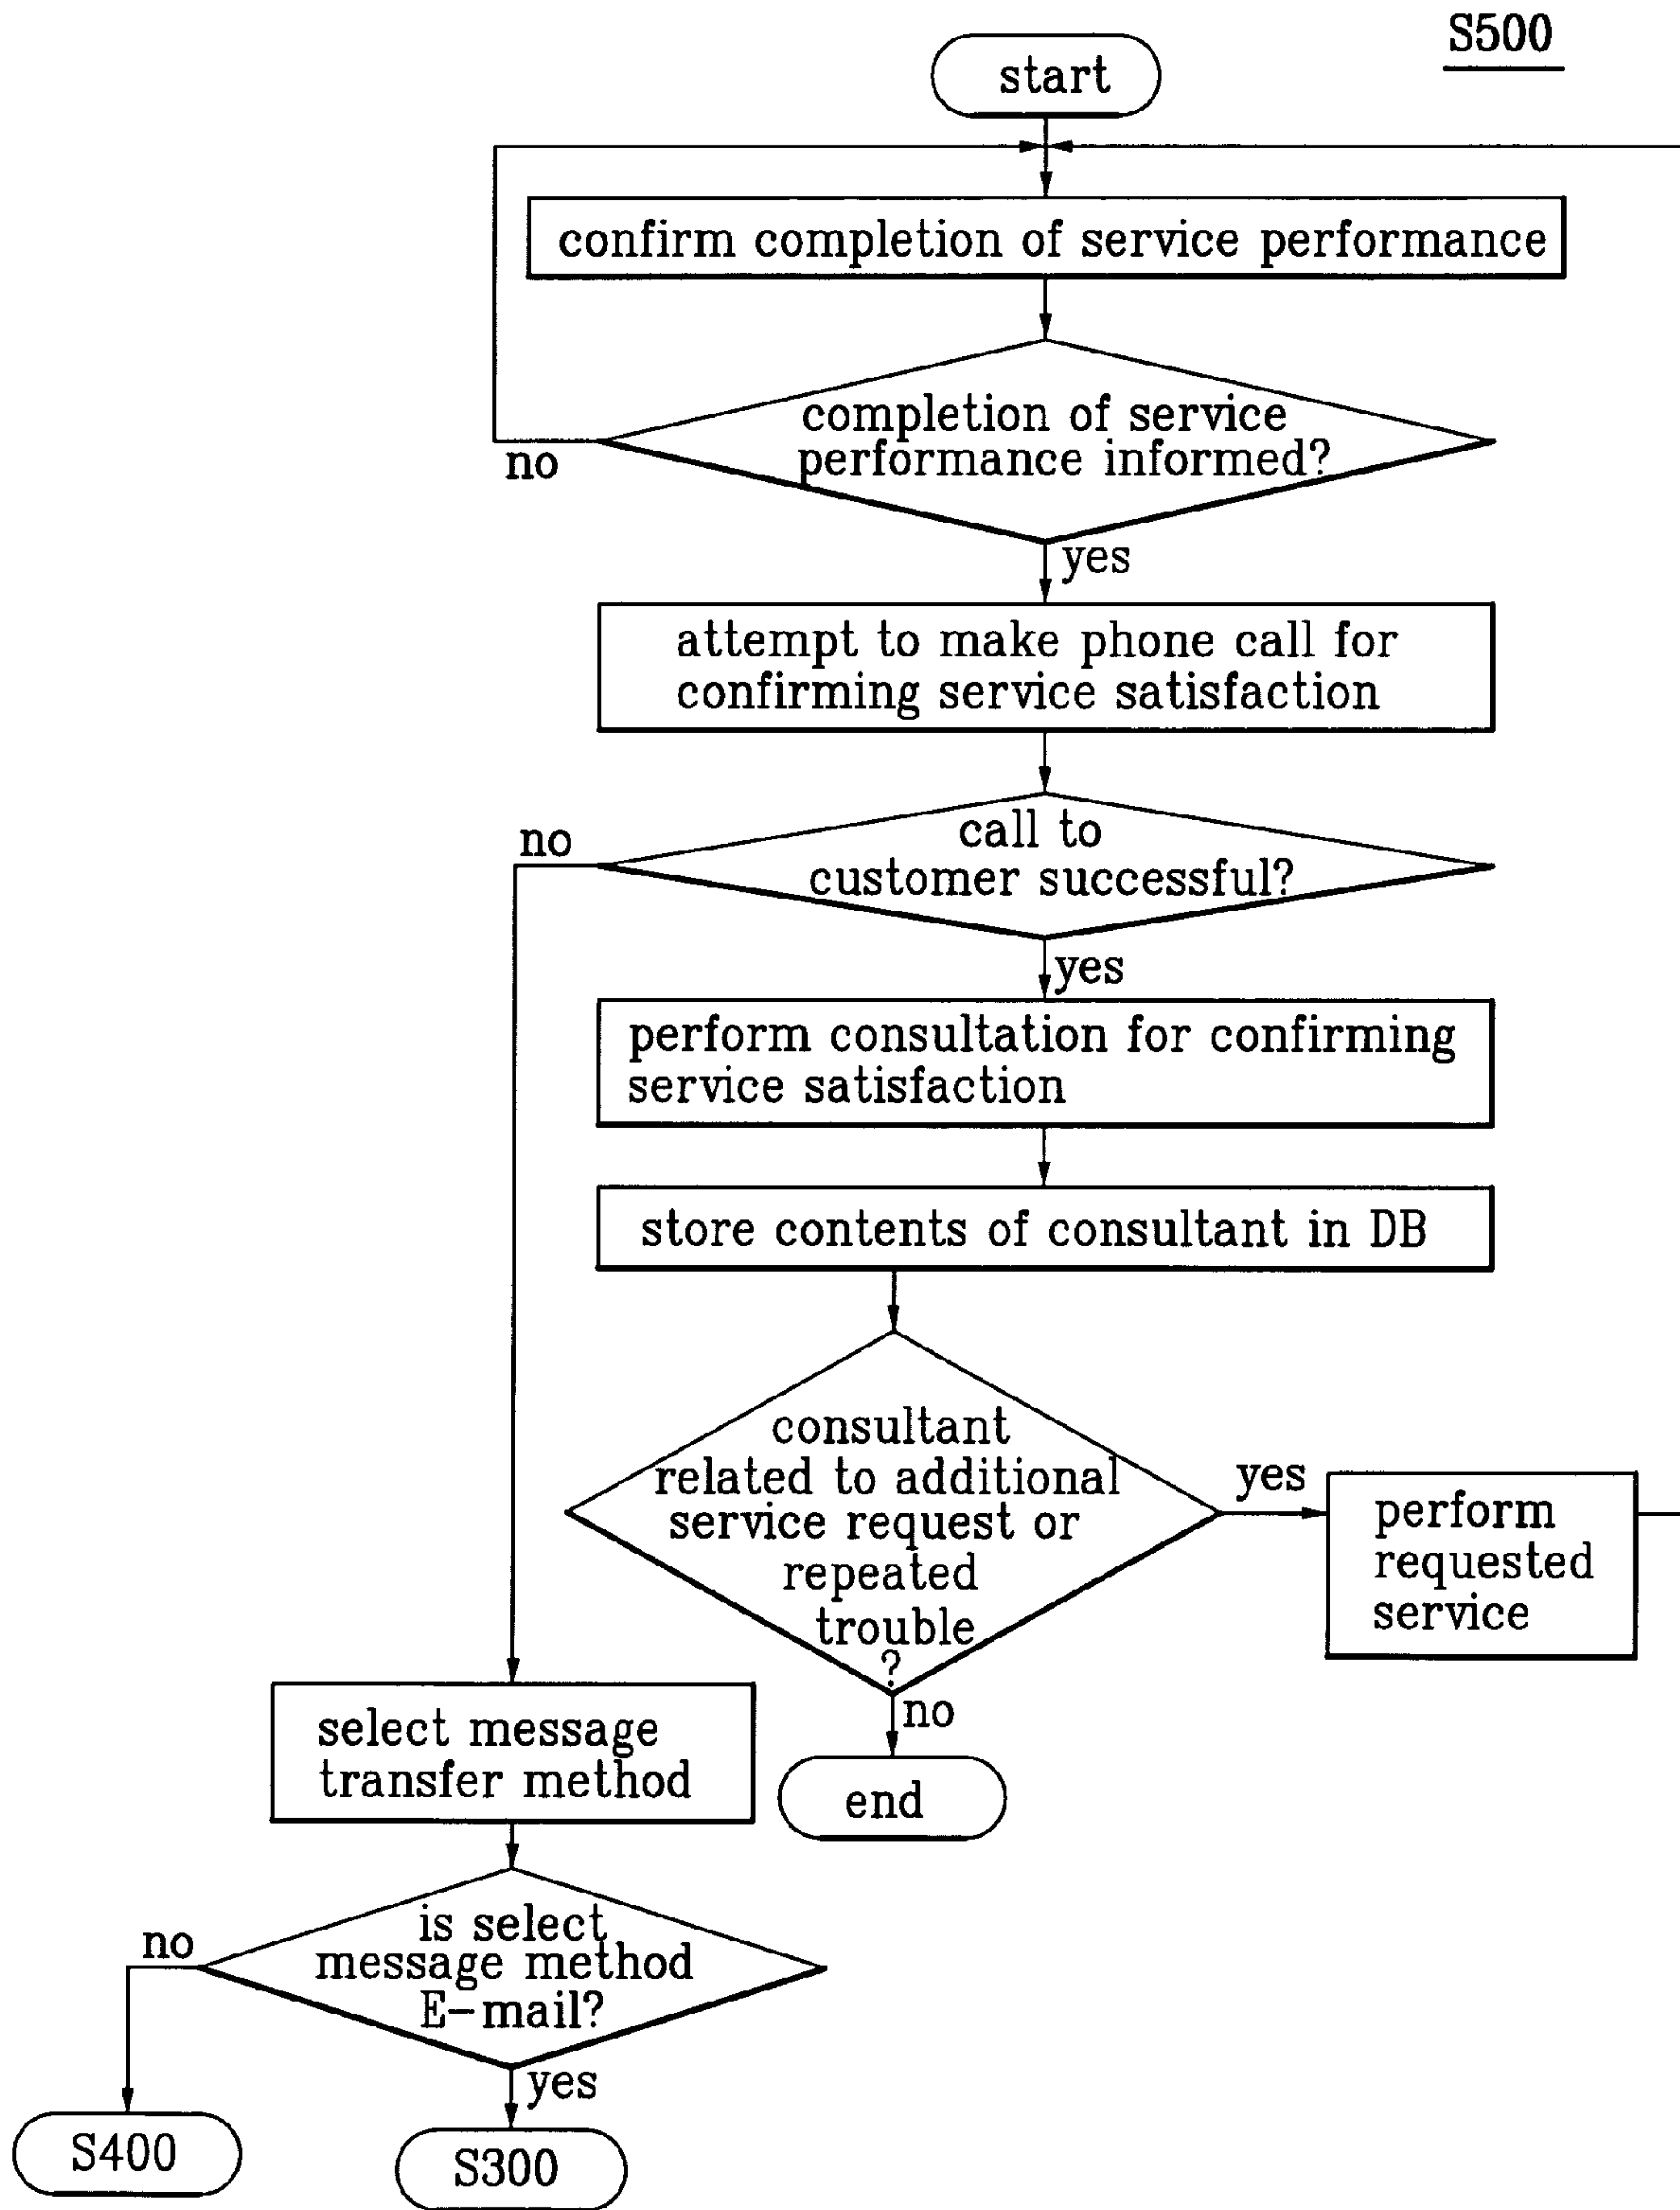 S500
start
confirm completion of service performance
completion of service
performance informed?
no
yes
attempt to make phone call for
confirming service satisfaction
call to
customer successful?
no
yes
perform consultation for confirming
service satisfaction
store contents of consultant in DB
consultant
related to additional
service request or
repeated
trouble
?
yes
perform
requested
service
no
end
select message
transfer method
is select
message method
E-mail?
no
yes
S400
S300